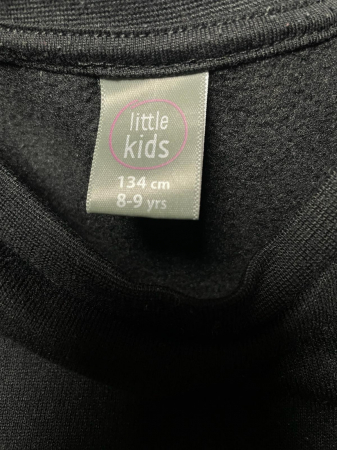 little
kids
134 cm
8-9 yrs